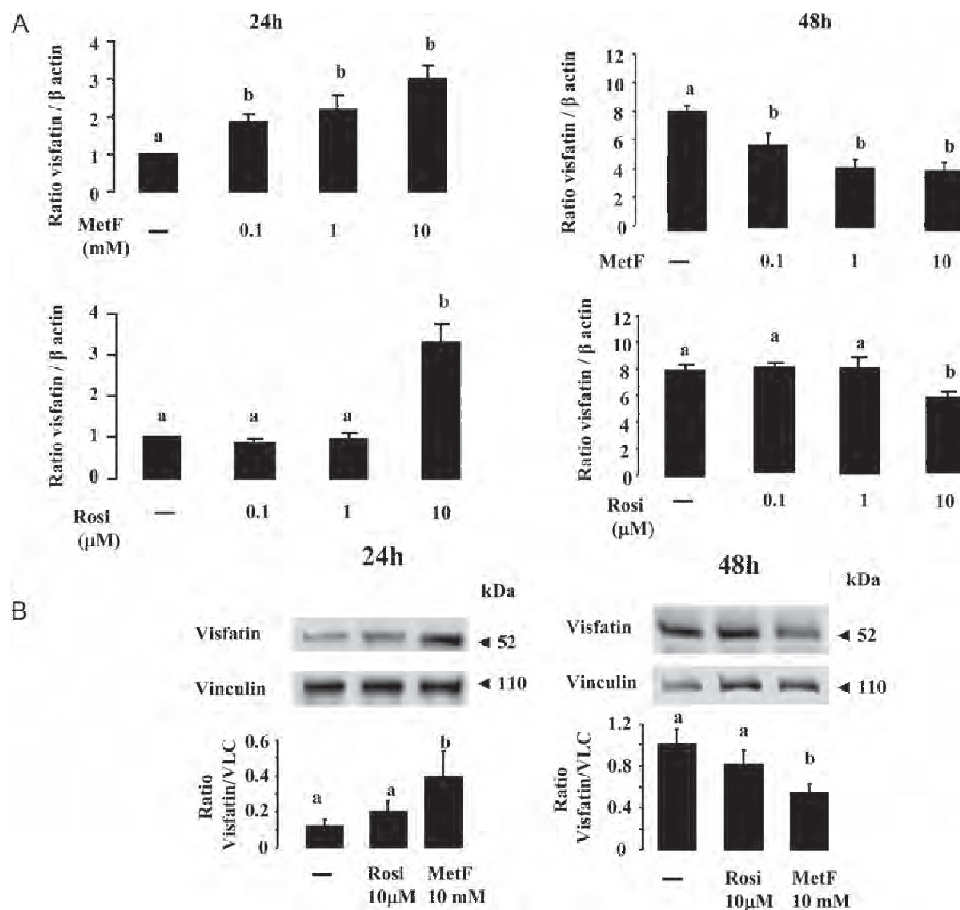 A
24h
48h
Ratio visfatin / β actin
4
3
2
1
0
a
b
b
b
MetF
(mM)
—
0.1
1
10
Ratio visfatin / β actin
12
10
8
6
4
2
0
a
b
b
b
MetF
—
0.1
1
10
Ratio visfatin / β actin
4
3
2
1
0
a
a
a
b
Rosi
(μM)
—
0.1
1
10
Ratio visfatin / β actin
12
10
8
6
4
2
0
a
a
a
b
Rosi
(μM)
—
0.1
1
10
B
24h
kDa
Visfatin
52
Vinculin
110
Ratio
Visfatin/VLC
0.6
0.4
0.2
0
a
a
b
—
Rosi
10μM
MetF
10 mM
48h
kDa
Visfatin
52
Vinculin
110
Ratio
Visfatin/VLC
1.2
0.8
0.4
0
a
a
b
—
Rosi
10μM
MetF
10 mM